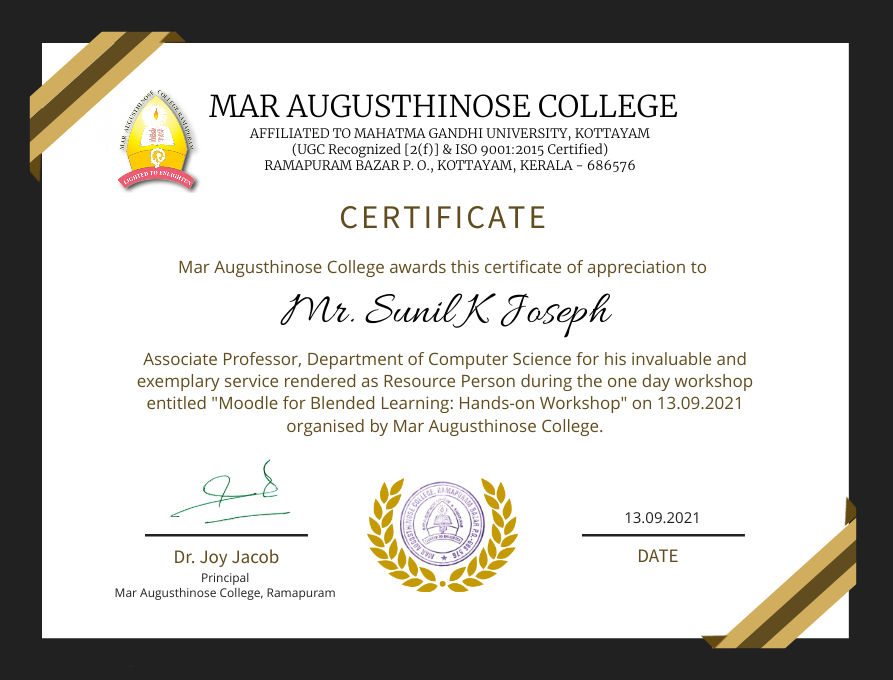 MAR AUGUSTHINOSE COLLEGE
AFFILIATED TO MAHATMA GANDHI UNIVERSITY, KOTTAYAM
(UGC Recognized [2(f)] & ISO 9001:2015 Certified)
RAMAPURAM BAZAR P. O., KOTTAYAM, KERALA - 686576
MAR AUGUSTHINOSE COLLEGE RAMAPURAM
LIGHTED TO ENLIGHTEN
CERTIFICATE
Mar Augusthinose College awards this certificate of appreciation to
Mr. Sunil K Joseph
Associate Professor, Department of Computer Science for his invaluable and
exemplary service rendered as Resource Person during the one day workshop
entitled "Moodle for Blended Learning: Hands-on Workshop" on 13.09.2021
organised by Mar Augusthinose College.
Dr. Joy Jacob
Principal
Mar Augusthinose College, Ramapuram
MAR AUGUSTHINOSE COLLEGE, RAMAPURAM BAZAR P.O.
13.09.2021
DATE